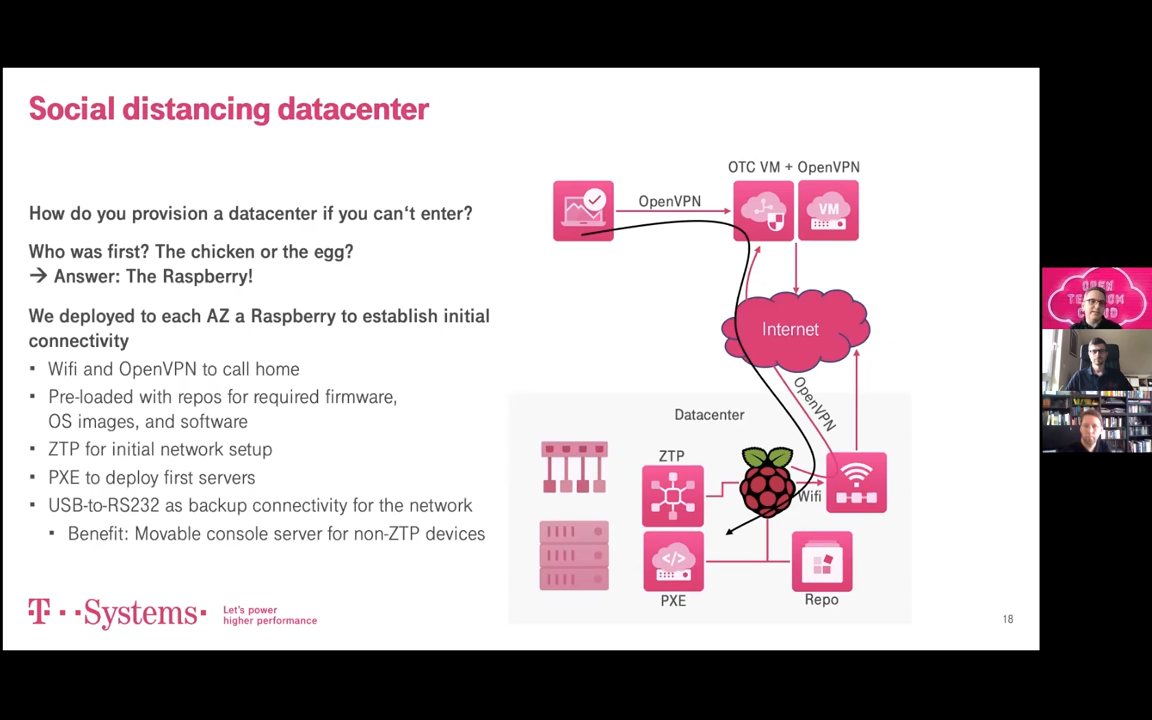 Social distancing datacenter
How do you provision a datacenter if you can't enter?
Who was first? The chicken or the egg?
→ Answer: The Raspberry!
We deployed to each AZ a Raspberry to establish initial
connectivity
▪ Wifi and OpenVPN to call home
▪ Pre-loaded with repos for required firmware,
OS images, and software
▪ ZTP for initial network setup
▪ PXE to deploy first servers
▪ USB-to-RS232 as backup connectivity for the network
▪ Benefit: Movable console server for non-ZTP devices
OTC VM + OpenVPN
OpenVPN
VM
Internet
OpenVPN
Datacenter
ZTP
Wifi
</>
PXE
Repo
T··Systems·
Let's power
higher performance
18
OPEN
TELEKOM
CLOUD